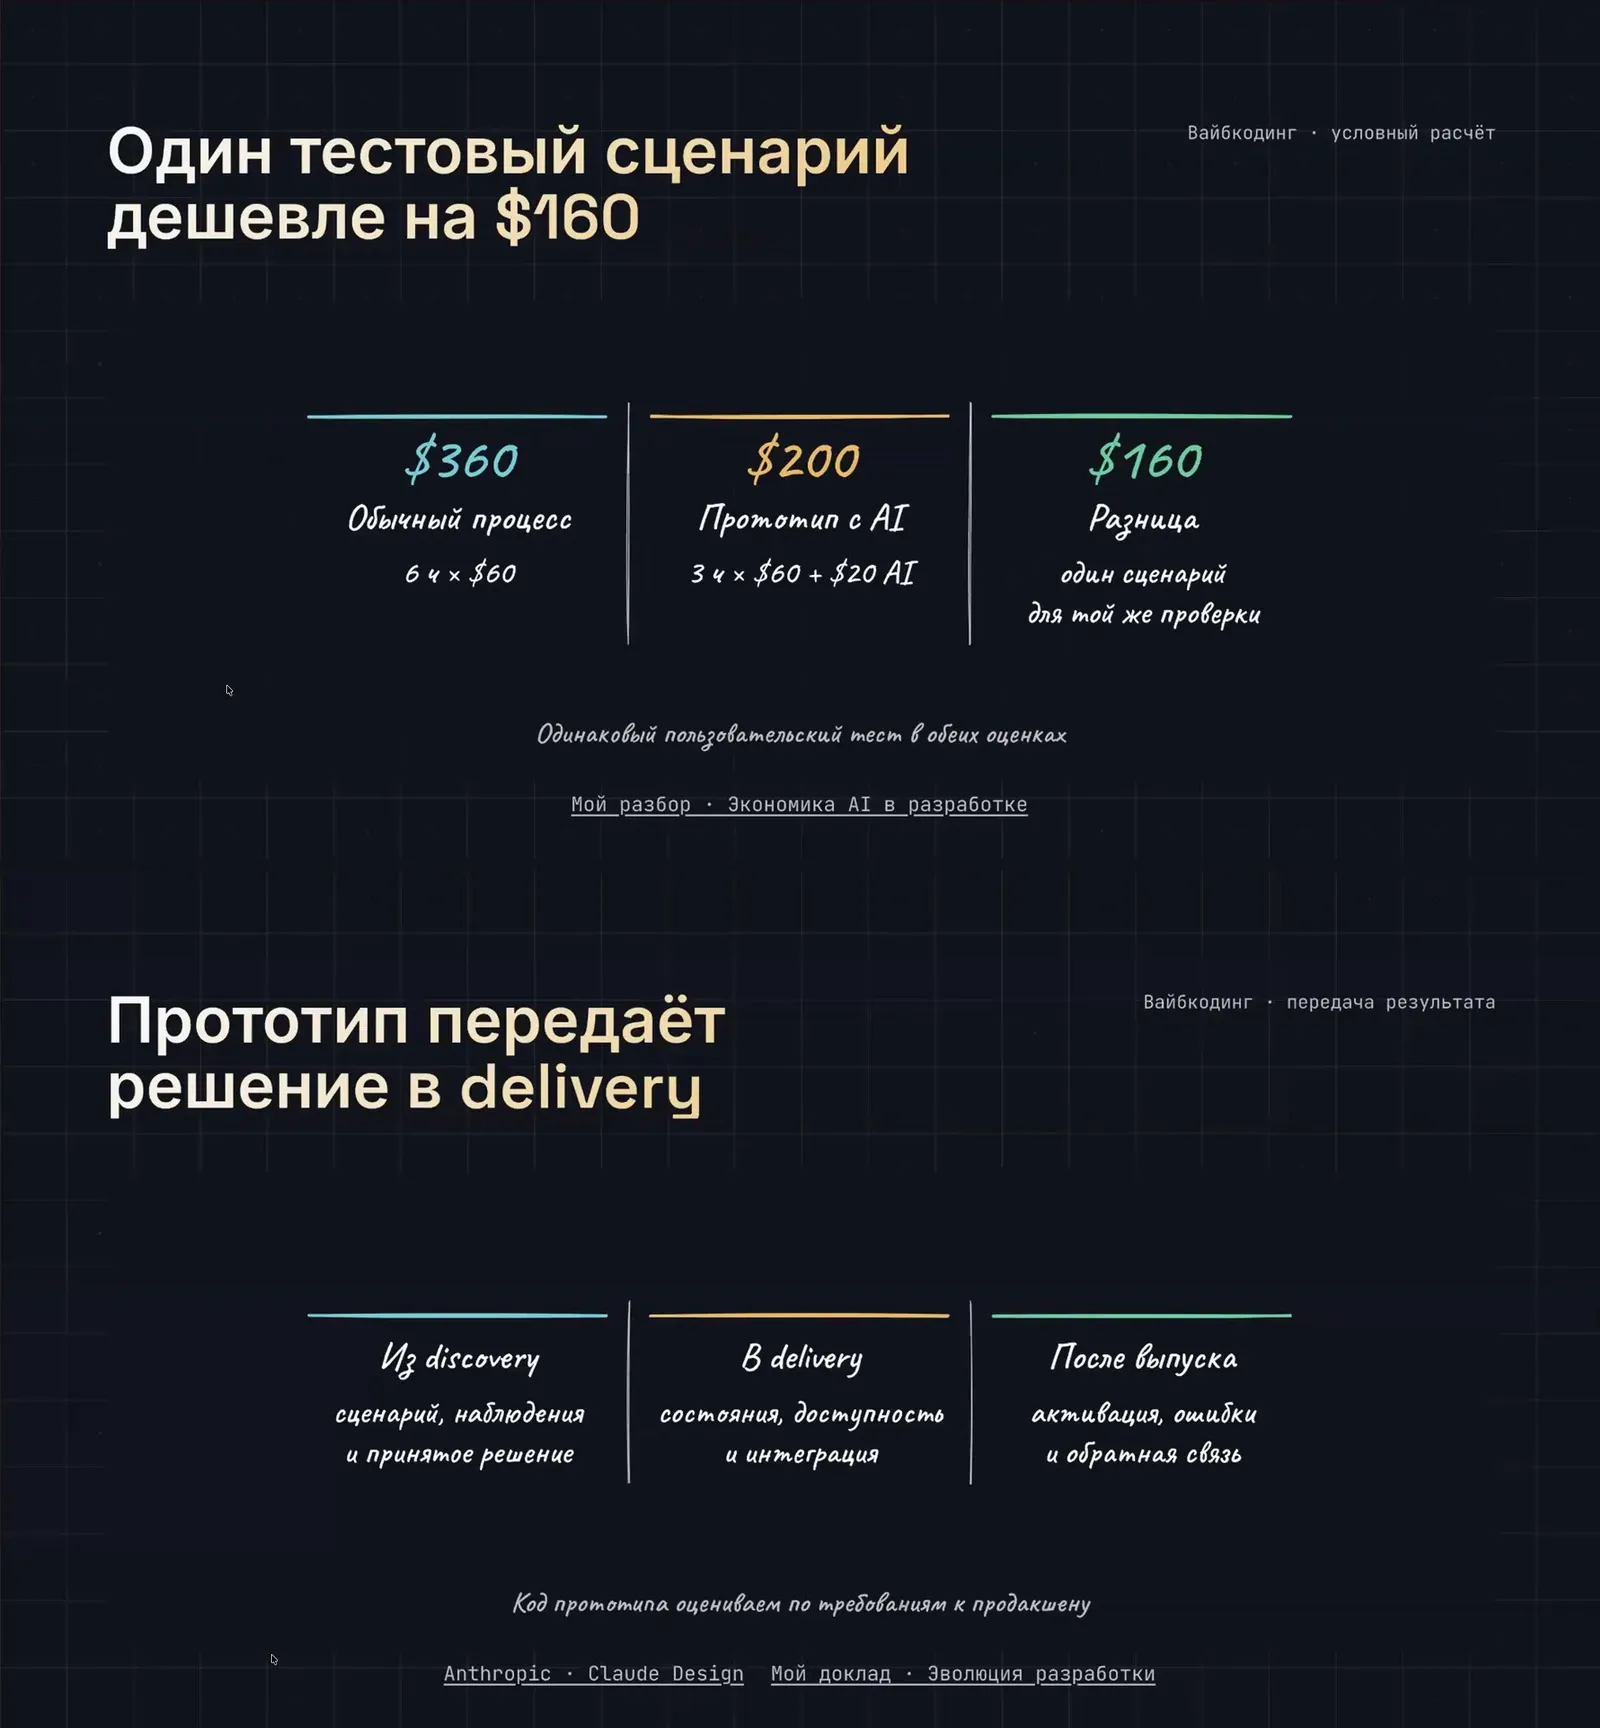 Один тестовый сценарий
дешевле на $160
Вайбкодинг · условный расчёт
$360
Обычный процесс
6 ч × $60
$200
Прототип с AI
3 ч × $60 + $20 AI
$160
Разница
один сценарий
для той же проверки
Одинаковый пользовательский тест в обеих оценках
Мой разбор · Экономика AI в разработке
Прототип передаёт
решение в delivery
Вайбкодинг · передача результата
Из discovery
сценарий, наблюдения
и принятое решение
В delivery
состояния, доступность
и интеграция
После выпуска
активация, ошибки
и обратная связь
Код прототипа оцениваем по требованиям к продакшену
Anthropic · Claude Design Мой доклад · Эволюция разработки